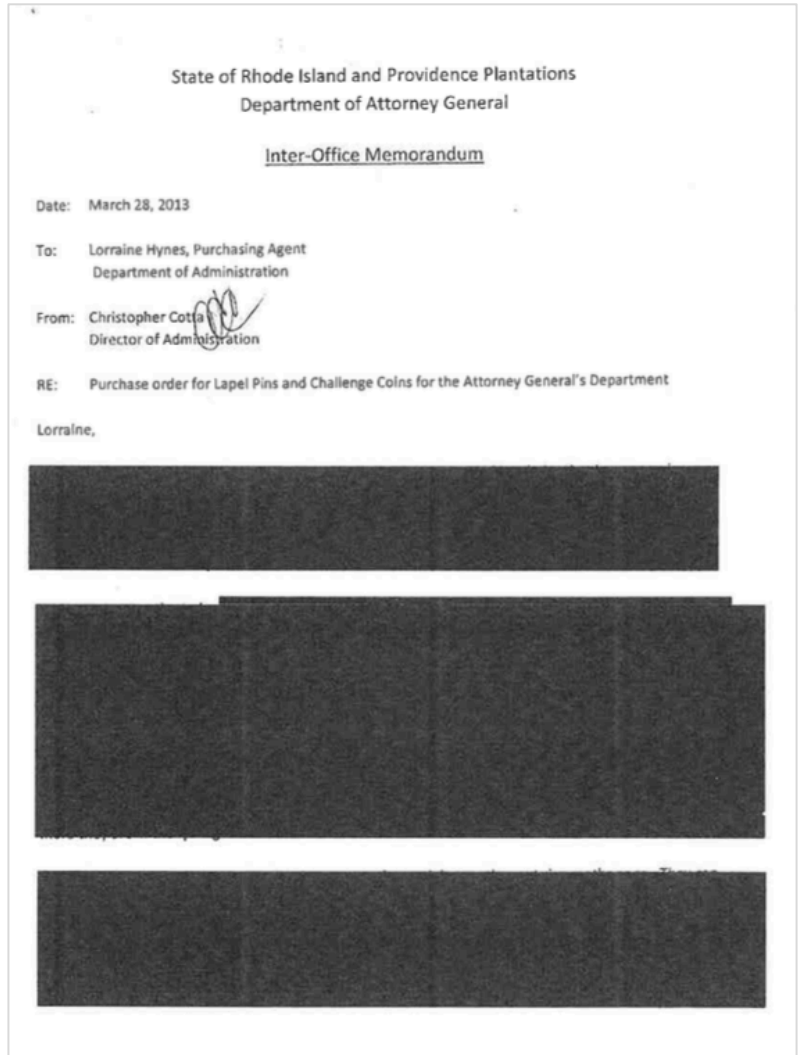 State of Rhode Island and Providence Plantations
Department of Attorney General
Inter-Office Memorandum
Date: March 28, 2013
To: Lorraine Hynes, Purchasing Agent
Department of Administration
From: Christopher Cotta
Director of Administration
RE: Purchase order for Lapel Pins and Challenge Coins for the Attorney General's Department
Lorraine,